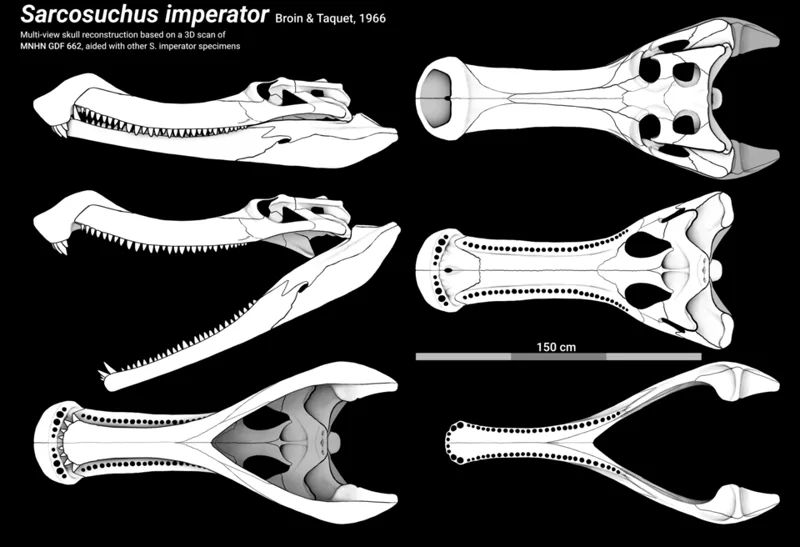 Sarcosuchus imperator Broin & Taquet, 1966
Multi-view skull reconstruction based on a 3D scan of
MNHN GDF 662, aided with other S. imperator specimens
150 cm